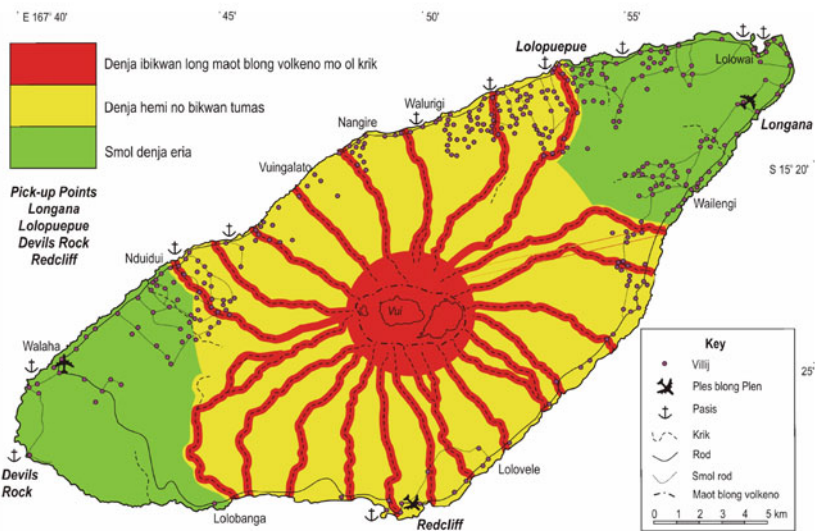 E 167° 40'
45'
50'
55'
Denja ibikwan long maot blong volkeno mo ol krik
Denja hemi no bikwan tumas
Smol denja eria
Pick-up Points
Longana
Lolopuepue
Devils Rock
Redcliff
Lolopuepue
Lolowai
Longana
Walurigi
Nangire
Vuingalato
S 15° 20'
Wailengi
Nduidui
Vui
Walaha
25'
Devils
Rock
Lolobanga
Lolovele
Redcliff
Key
Villij
Ples blong Plen
Pasis
Krik
Rod
Smol rod
Maot blong volkeno
0 1 2 3 4 5 km